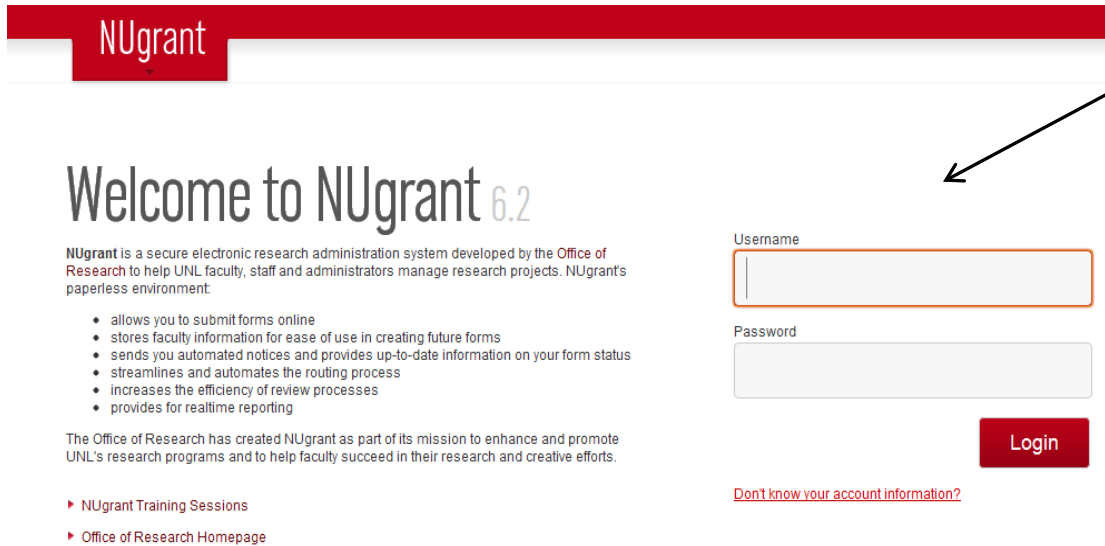 NUgrant
Welcome to NUgrant 6.2
NUgrant is a secure electronic research administration system developed by the Office of
Research to help UNL faculty, staff and administrators manage research projects. NUgrant's
paperless environment:
allows you to submit forms online
stores faculty information for ease of use in creating future forms
sends you automated notices and provides up-to-date information on your form status
streamlines and automates the routing process
increases the efficiency of review processes
provides for realtime reporting
The Office of Research has created NUgrant as part of its mission to enhance and promote
UNL's research programs and to help faculty succeed in their research and creative efforts.
NUgrant Training Sessions
Office of Research Homepage
Username
Password
Login
Don't know your account information?